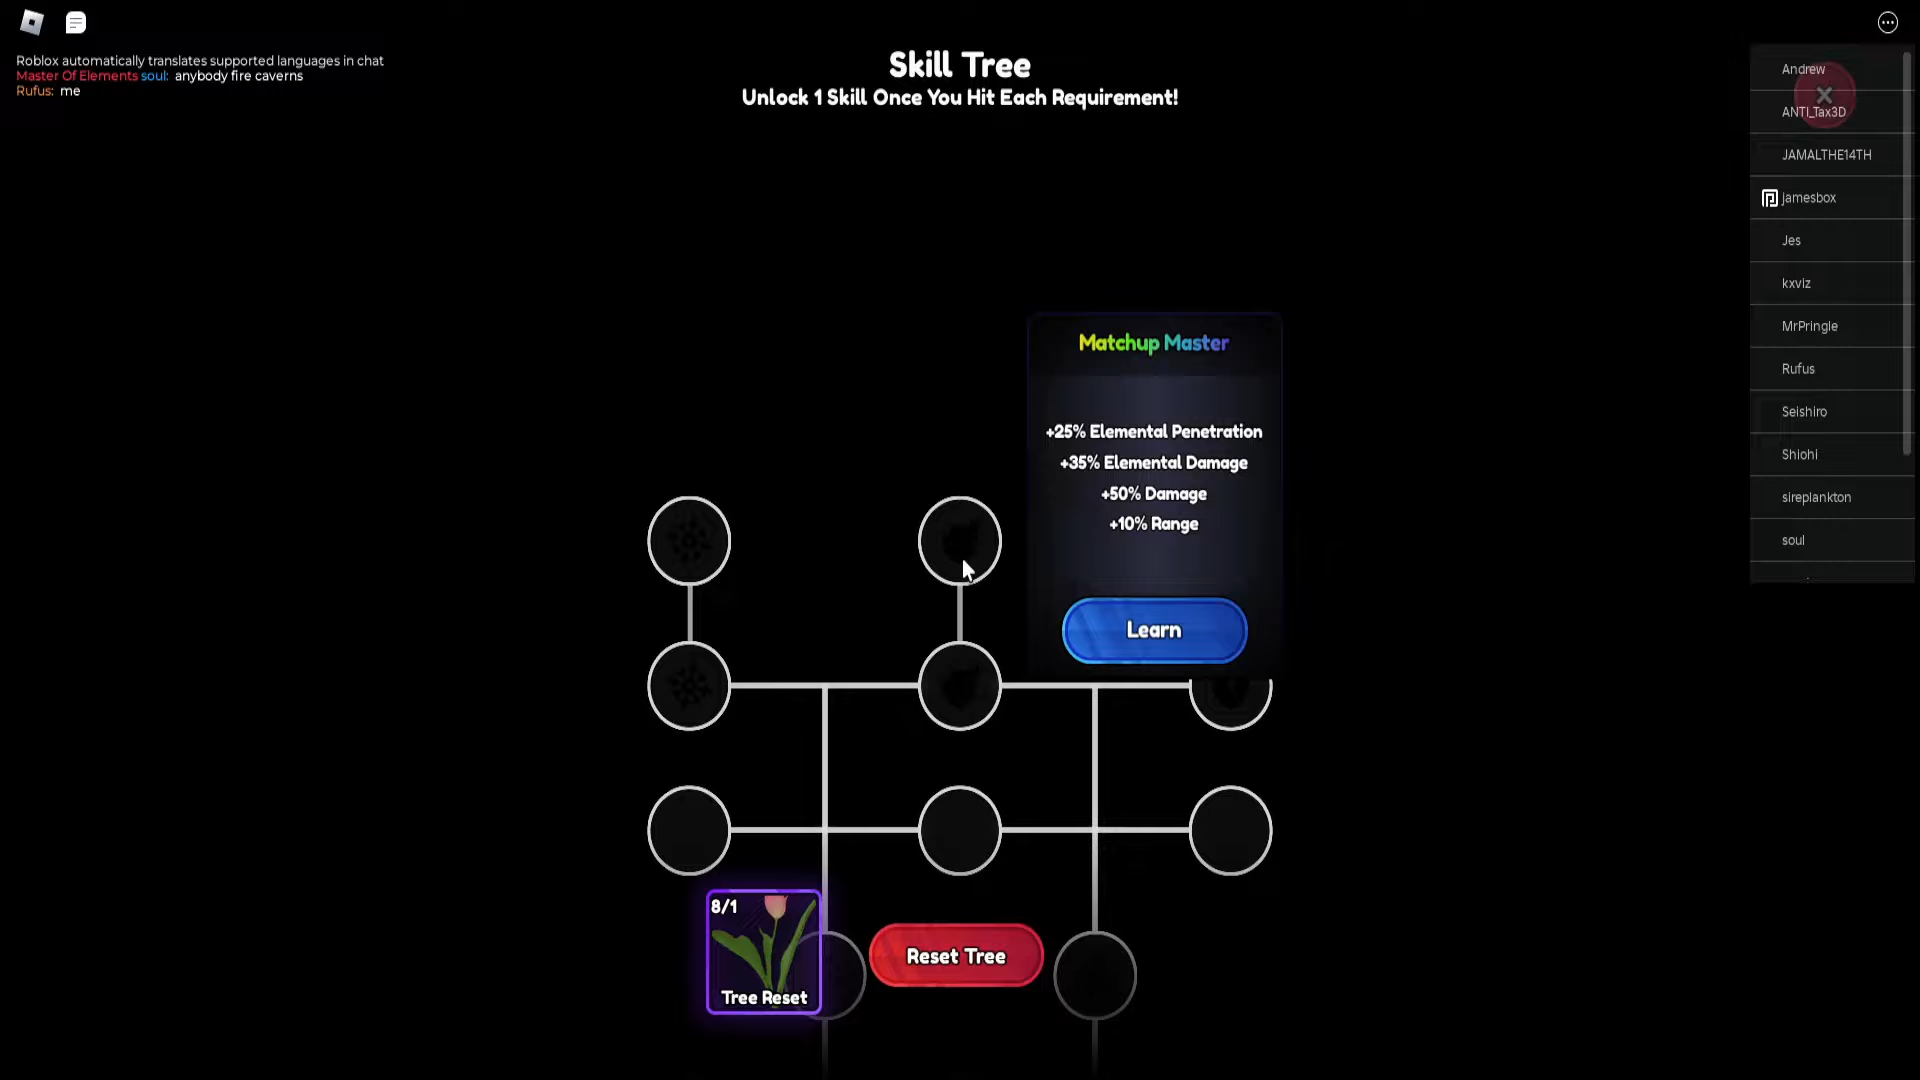 Roblox automatically translates supported languages in chat
Master Of Elements soul: anybody fire caverns
Rufus: me
Skill Tree
Unlock 1 Skill Once You Hit Each Requirement!
Andrew
ANTI_Tax3D
JAMALTHE14TH
jamesbox
Jes
kxviz
MrPringle
Rufus
Seishiro
Shiohi
sireplankton
soul
Matchup Master
+25% Elemental Penetration
+35% Elemental Damage
+50% Damage
+10% Range
Learn
8/1
Tree Reset
Reset Tree